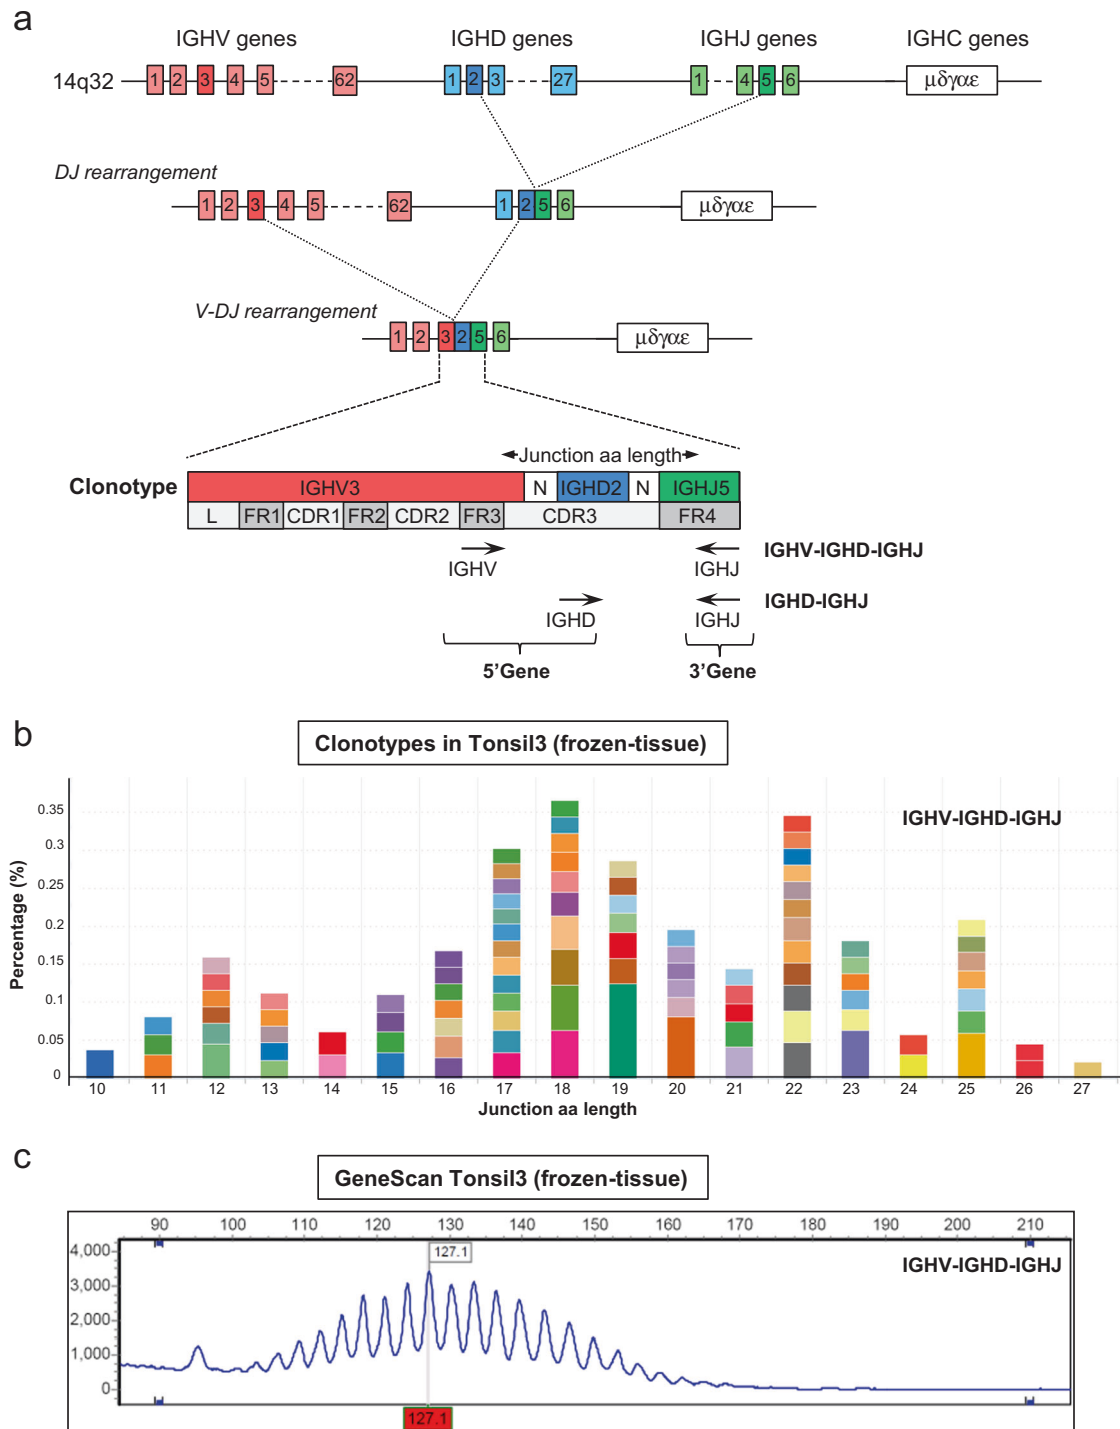 a
IGHV genes IGHD genes IGHJ genes IGHC genes
14q32 1 2 3 4 5 62 1 2 3 27 1 4 5 6 μδγαε
DJ rearrangement
1 2 3 4 5 62 1 2 5 6 μδγαε
V-DJ rearrangement
1 2 3 2 5 6 μδγαε
Junction aa length
Clonotype IGHV3 N IGHD2 N IGHJ5
L FR1 CDR1 FR2 CDR2 FR3 CDR3 FR4
IGHV IGHJ IGHV-IGHD-IGHJ
IGHD IGHJ IGHD-IGHJ
5'Gene 3'Gene
b
Clonotypes in Tonsil3 (frozen-tissue)
IGHV-IGHD-IGHJ
Percentage (%)
0.35
0.3
0.25
0.2
0.15
0.1
0.05
0
10 11 12 13 14 15 16 17 18 19 20 21 22 23 24 25 26 27
Junction aa length
c
GeneScan Tonsil3 (frozen-tissue)
90 100 110 120 130 140 150 160 170 180 190 200 210
4,000
3,000
2,000
1,000
0
127.1
IGHV-IGHD-IGHJ
127.1